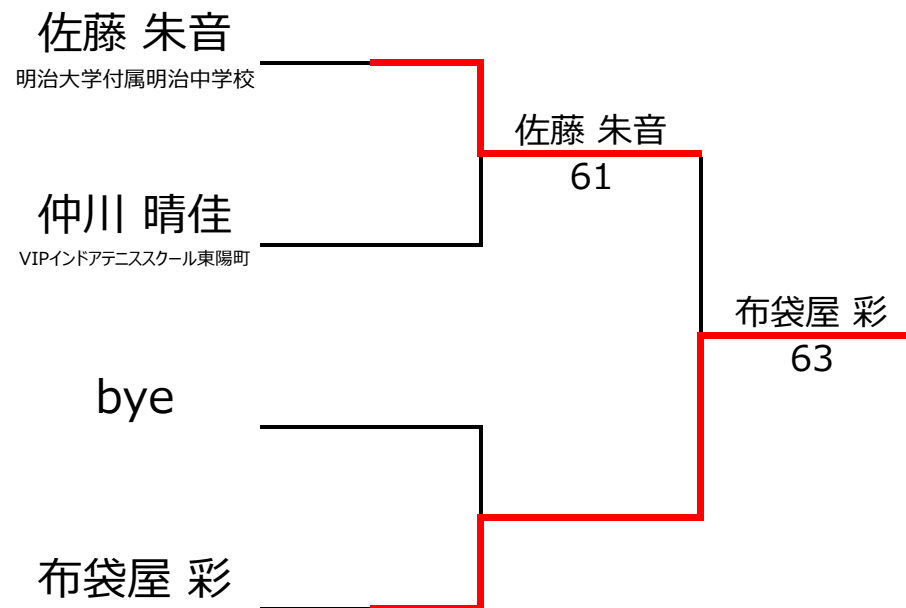 佐藤 朱音
明治大学付属明治中学校
佐藤 朱音
61
仲川 晴佳
VIPインドアテニススクール東陽町
布袋屋 彩
63
bye
布袋屋 彩